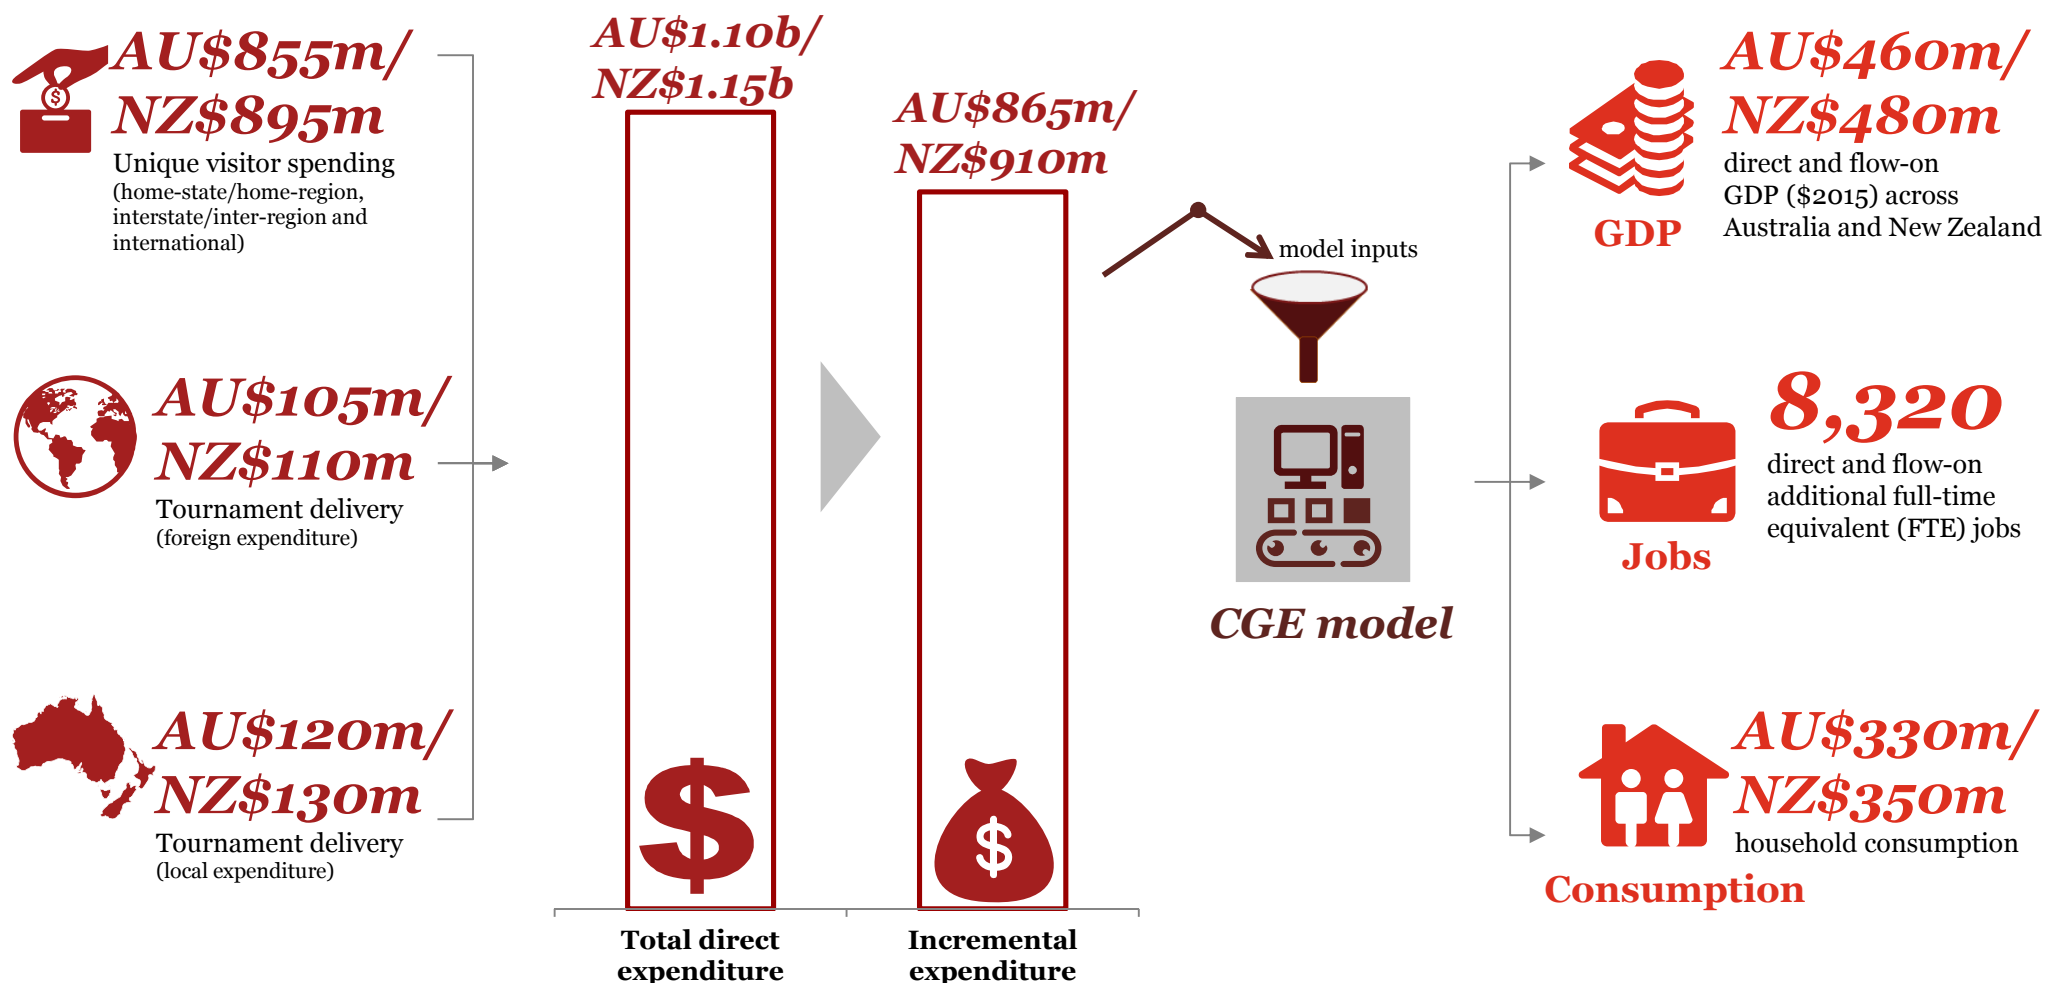 AU$855m/
NZ$895m
Unique visitor spending
(home-state/home-region,
interstate/inter-region and
international)
$
AU$105m/
NZ$110m
Tournament delivery
(foreign expenditure)
AU$120m/
NZ$130m
Tournament delivery
(local expenditure)
AU$1.10b/
NZ$1.15b
$
Total direct
expenditure
AU$865m/
NZ$910m
$
Incremental
expenditure
model inputs
CGE model
AU$460m/
NZ$480m
direct and flow-on
GDP ($2015) across
Australia and New Zealand
GDP
8,320
direct and flow-on
additional full-time
equivalent (FTE) jobs
Jobs
AU$330m/
NZ$350m
household consumption
Consumption